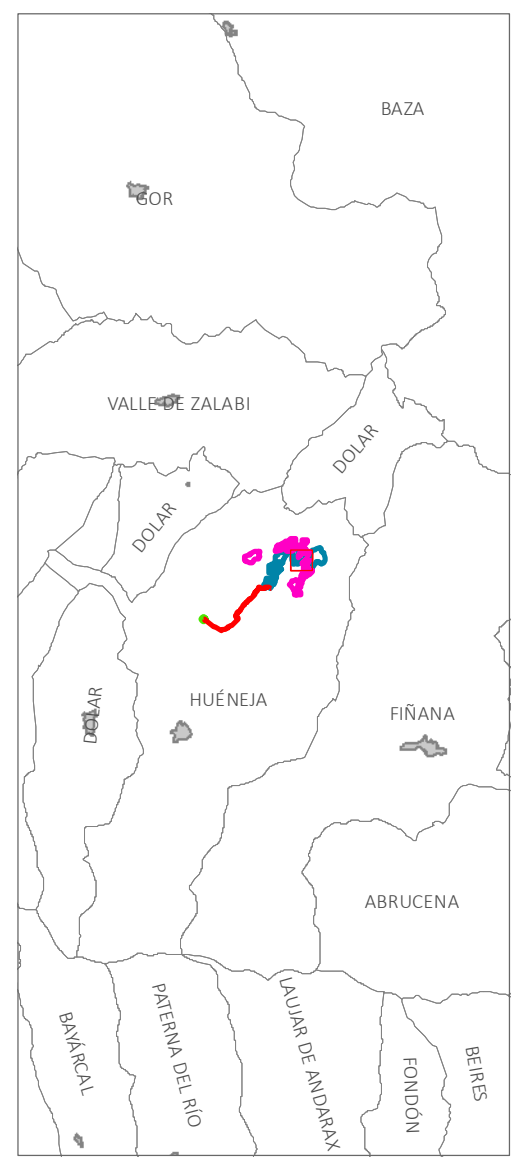 BAZA
GOR
VALLE DE ZALABI
DOLAR
DOLAR
HUÉNEJA
DOLAR
FIÑANA
ABRUCENA
BAYÁRCAL
PATERNA DEL RÍO
LAUJAR DE ANDARAX
FONDÓN
BEIRES